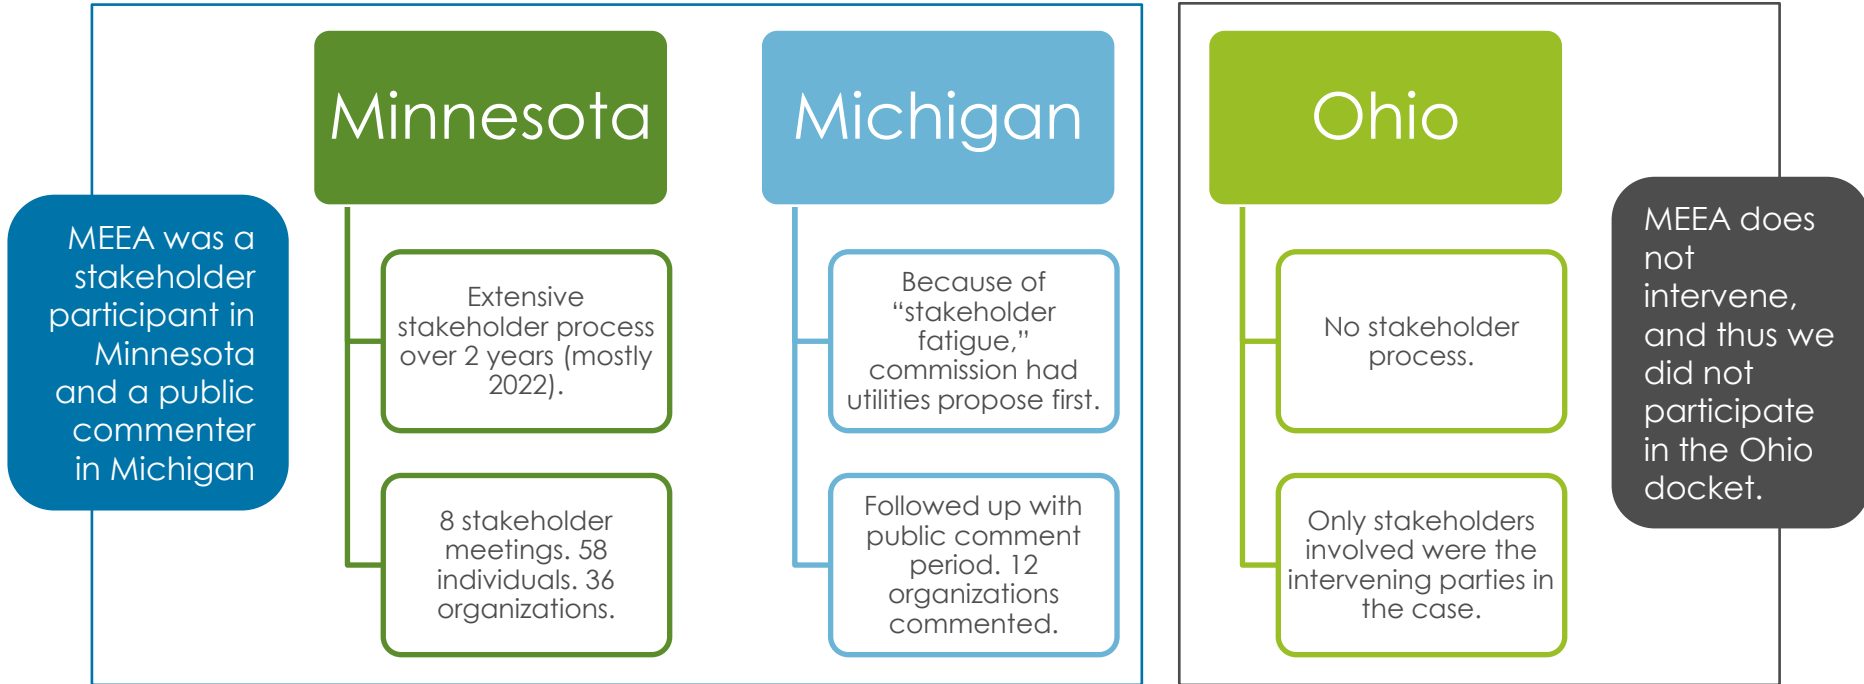 MEEA was a
stakeholder
participant in
Minnesota
and a public
commenter
in Michigan
Minnesota
Extensive
stakeholder process
over 2 years (mostly
2022).
8 stakeholder
meetings. 58
individuals. 36
organizations.
Michigan
Because of
“stakeholder
fatigue,”
commission had
utilities propose first.
Followed up with
public comment
period. 12
organizations
commented.
Ohio
No stakeholder
process.
Only stakeholders
involved were the
intervening parties in
the case.
MEEA does
not
intervene,
and thus we
did not
participate
in the Ohio
docket.